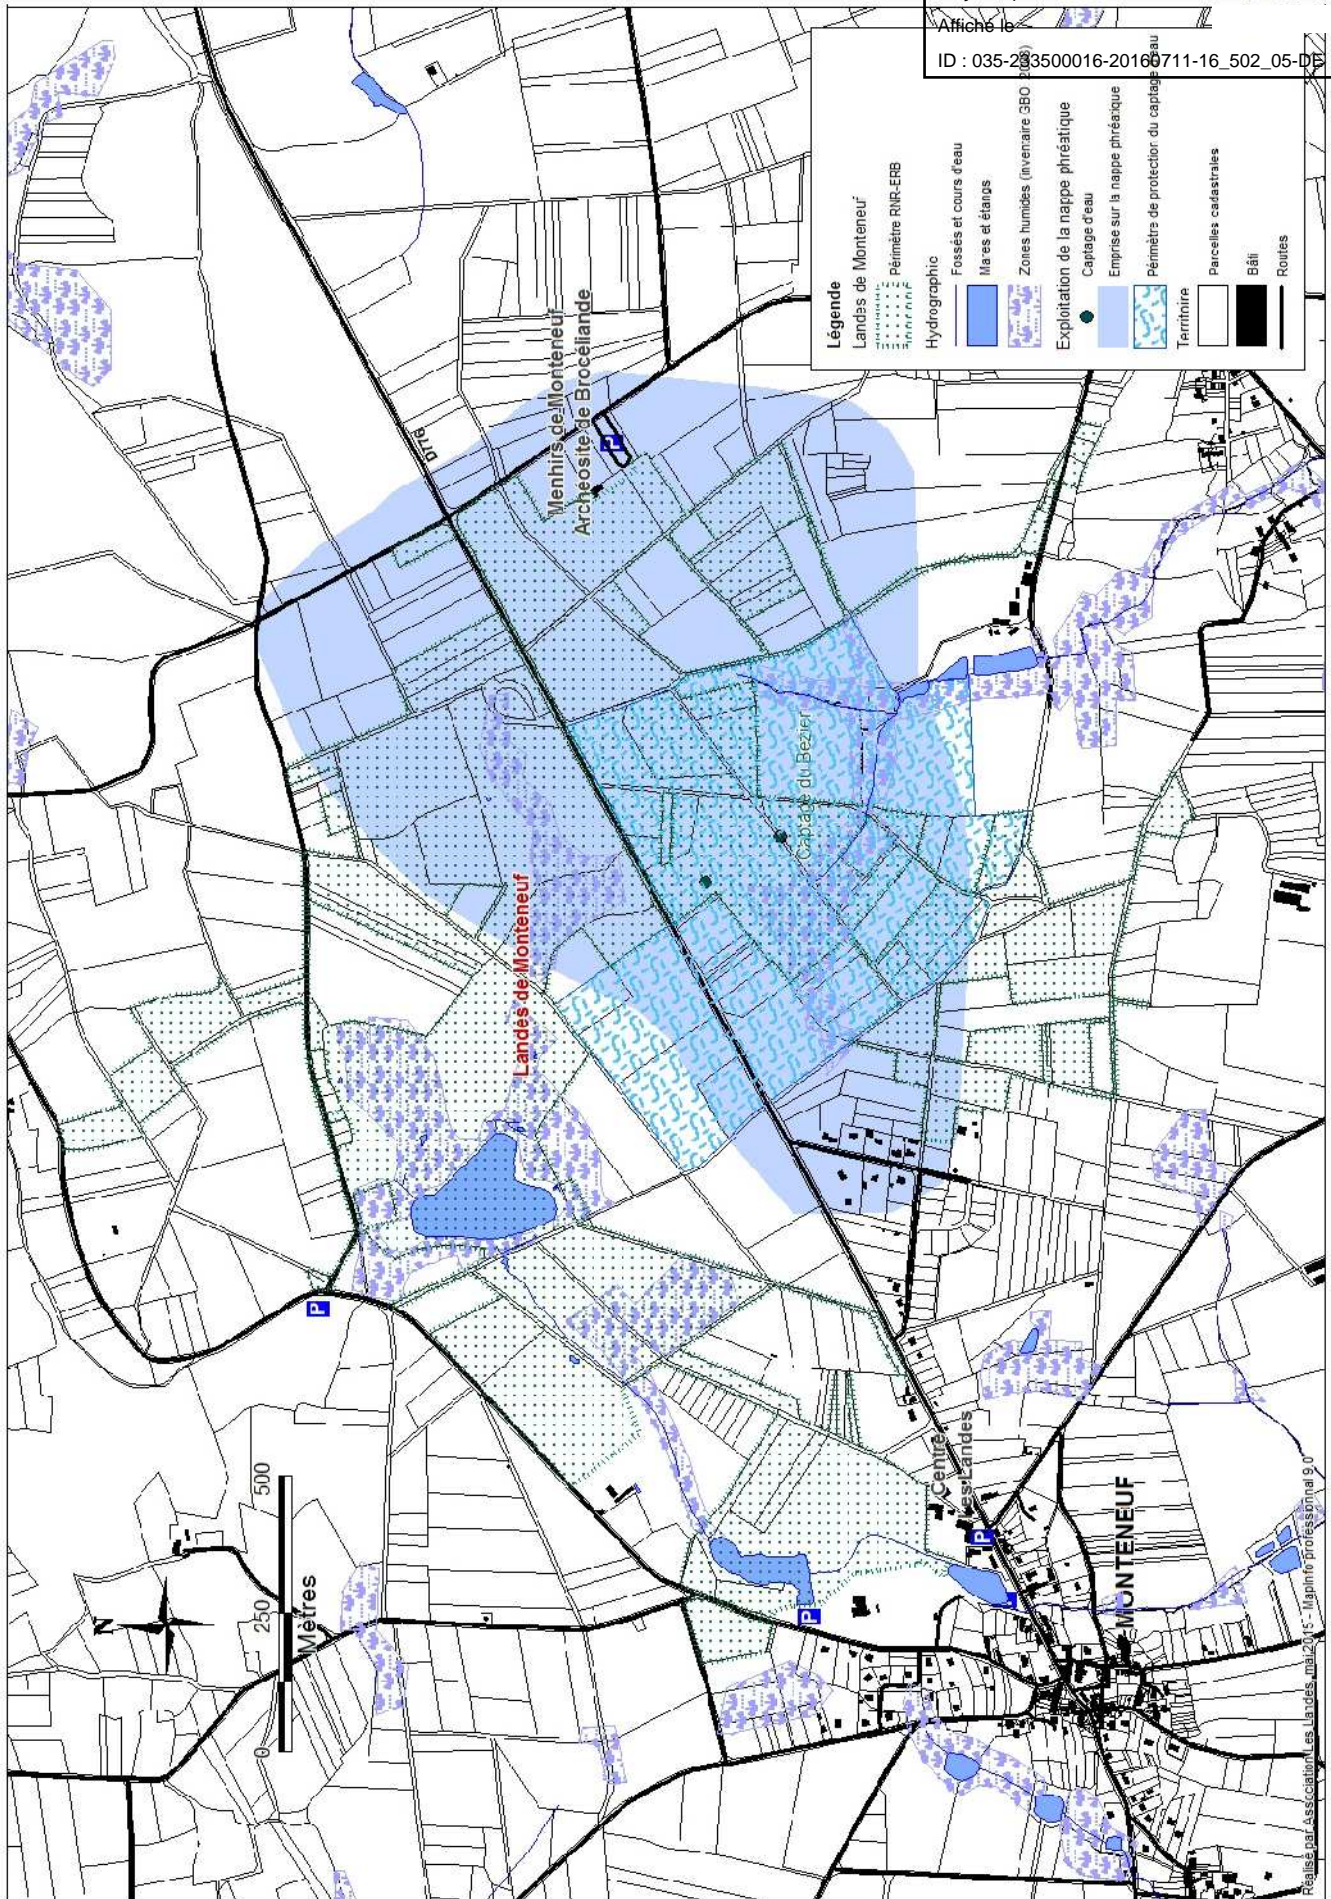 Affiché le
ID : 035-233500016-20160711-16_502_05-DE
Légende
Landes de Monteneuf
Périmètre RNR-ERB
Hydrographic
Fossés et cours d'eau
Mares et étangs
Zones humides (inventaire GBO
Exploitation de la nappe phréatique
Captage d'eau
Emprise sur la nappe phréatique
Périmètre de protection du captage d'eau
Territoire
Parcelles cadastrales
Bâti
Routes
Menhirs de Monteneuf
Archéosite de Brocéliande
D776
P
Landes de Monteneuf
Captage du Bezier
P
Centre
Les Landes
P
P
MONTENEUF
N
0 250 500
Mètres
Réalisé par Association Les Landes, mai 2015 - MapInfo professionnal 9.0